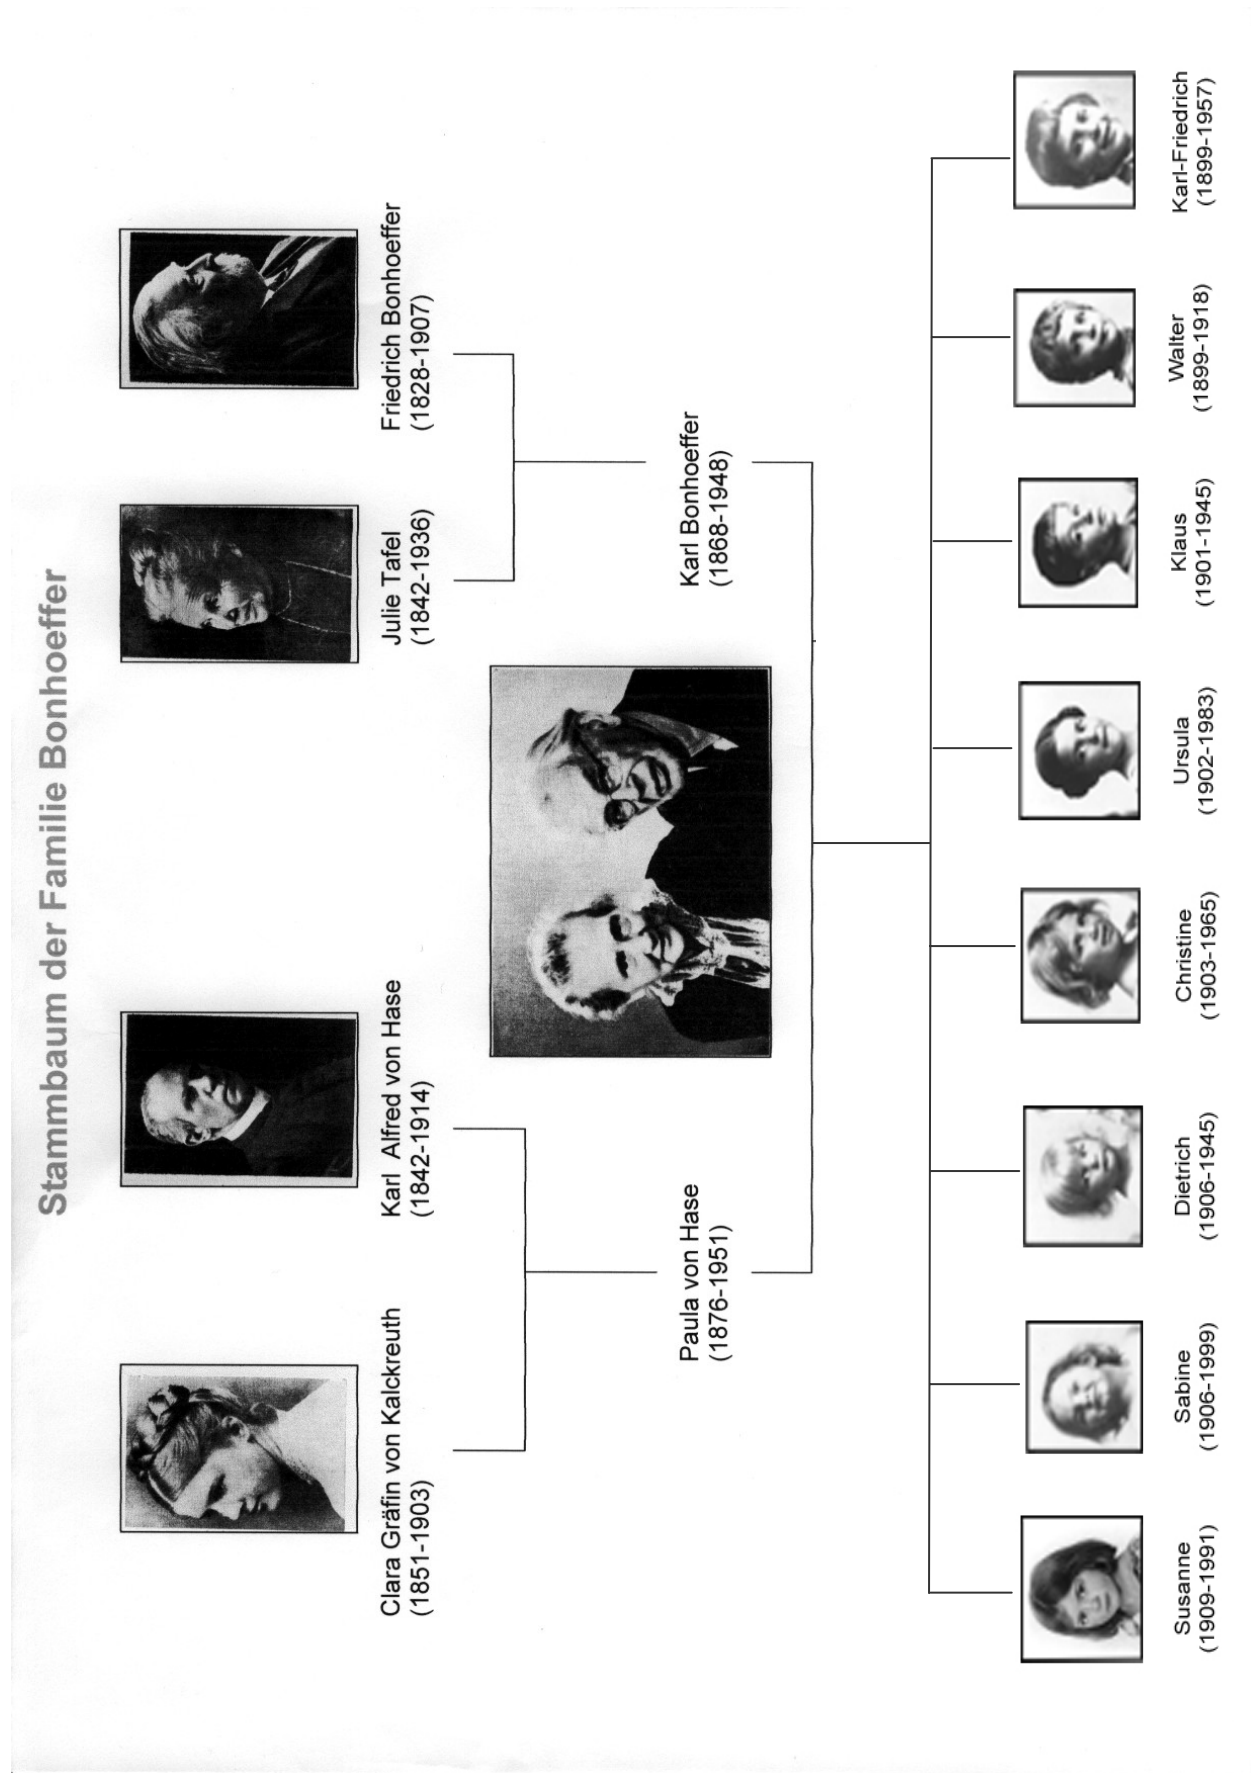 Stammbaum der Familie Bonhoeffer
Clara Gräfin von Kalckreuth
(1851-1903)
Karl Alfred von Hase
(1842-1914)
Julie Tafel
(1842-1936)
Friedrich Bonhoeffer
(1828-1907)
Paula von Hase
(1876-1951)
Karl Bonhoeffer
(1868-1948)
Susanne
(1909-1991)
Sabine
(1906-1999)
Dietrich
(1906-1945)
Christine
(1903-1965)
Ursula
(1902-1983)
Klaus
(1901-1945)
Walter
(1899-1918)
Karl-Friedrich
(1899-1957)